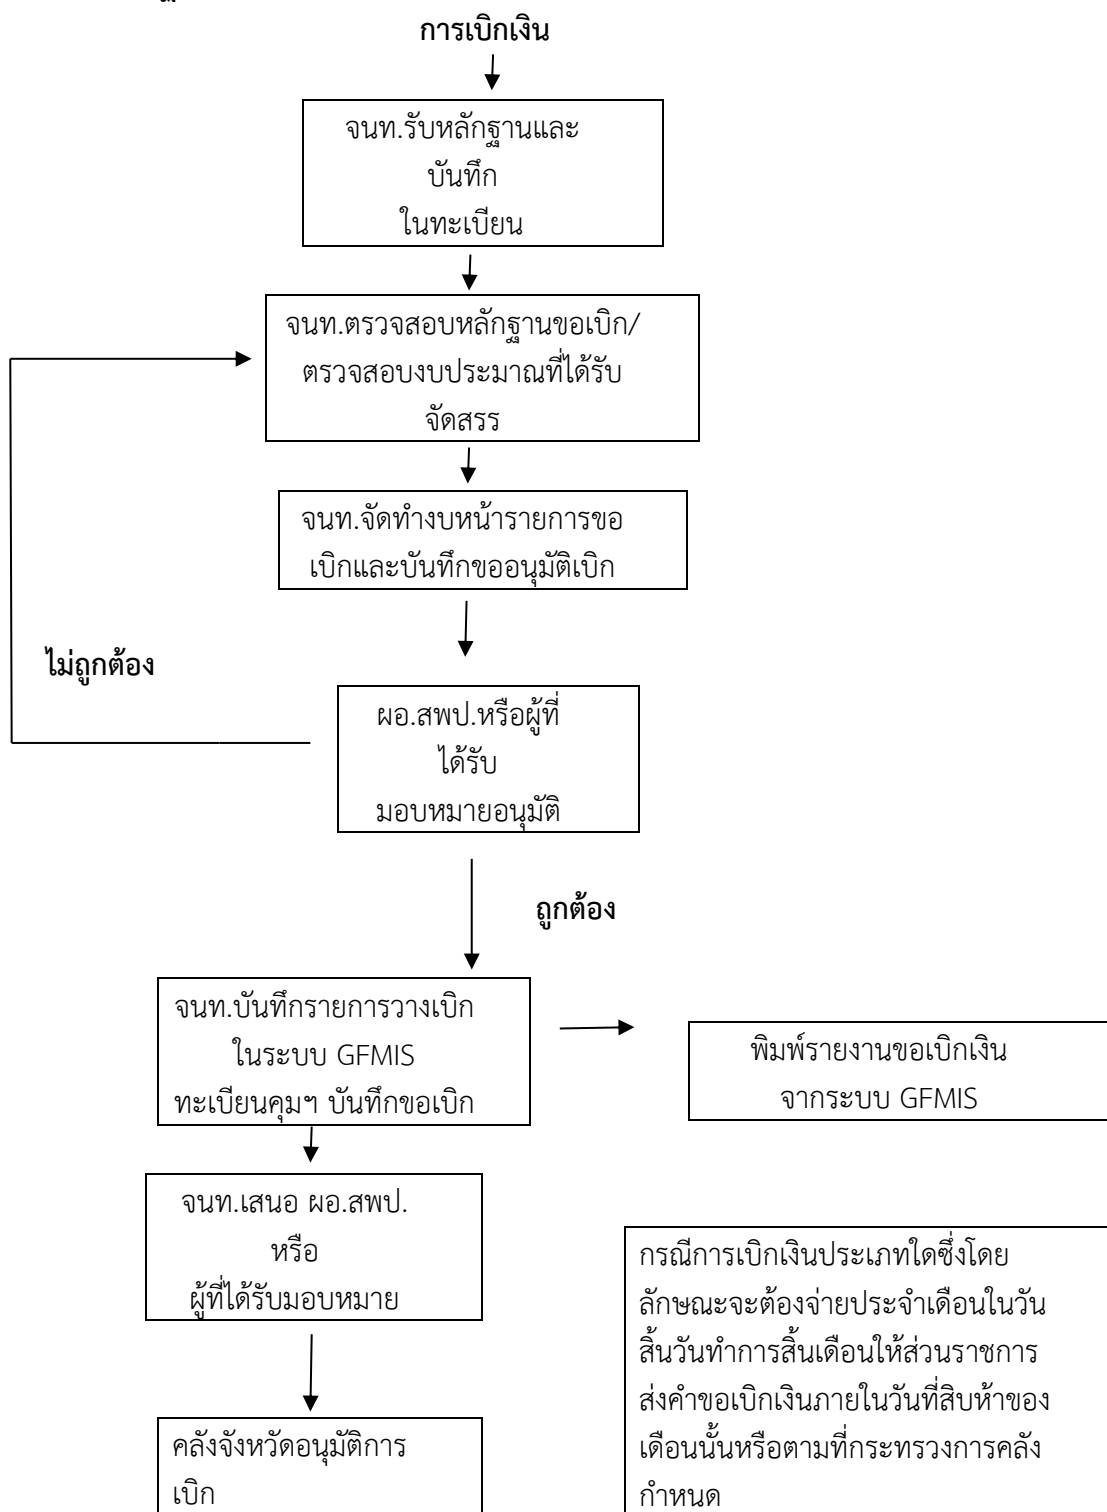 การเบิกเงิน
จนท.รับหลักฐานและ
บันทึก
ในทะเบียน
จนท.ตรวจสอบหลักฐานขอเบิก/
ตรวจสอบงบประมาณที่ได้รับ
จัดสรร
จนท.จัดทำงบหน้ารายการขอ
เบิกและบันทึกขออนุมัติเบิก
ไม่ถูกต้อง
ผอ.สพป.หรือผู้ที่
ได้รับ
มอบหมายอนุมัติ
ถูกต้อง
จนท.บันทึกรายการวางเบิก
ในระบบ GFMIS
ทะเบียนคุมฯ บันทึกขอเบิก
พิมพ์รายงานขอเบิกเงิน
จากระบบ GFMIS
จนท.เสนอ ผอ.สพป.
หรือ
ผู้ที่ได้รับมอบหมาย
คลังจังหวัดอนุมัติการ
เบิก
กรณีการเบิกเงินประเภทใดซึ่งโดย
ลักษณะจะต้องจ่ายประจำเดือนในวัน
สิ้นวันทำการสิ้นเดือนให้ส่วนราชการ
ส่งคำขอเบิกเงินภายในวันที่สิบห้าของ
เดือนนั้นหรือตามที่กระทรวงการคลัง
กำหนด